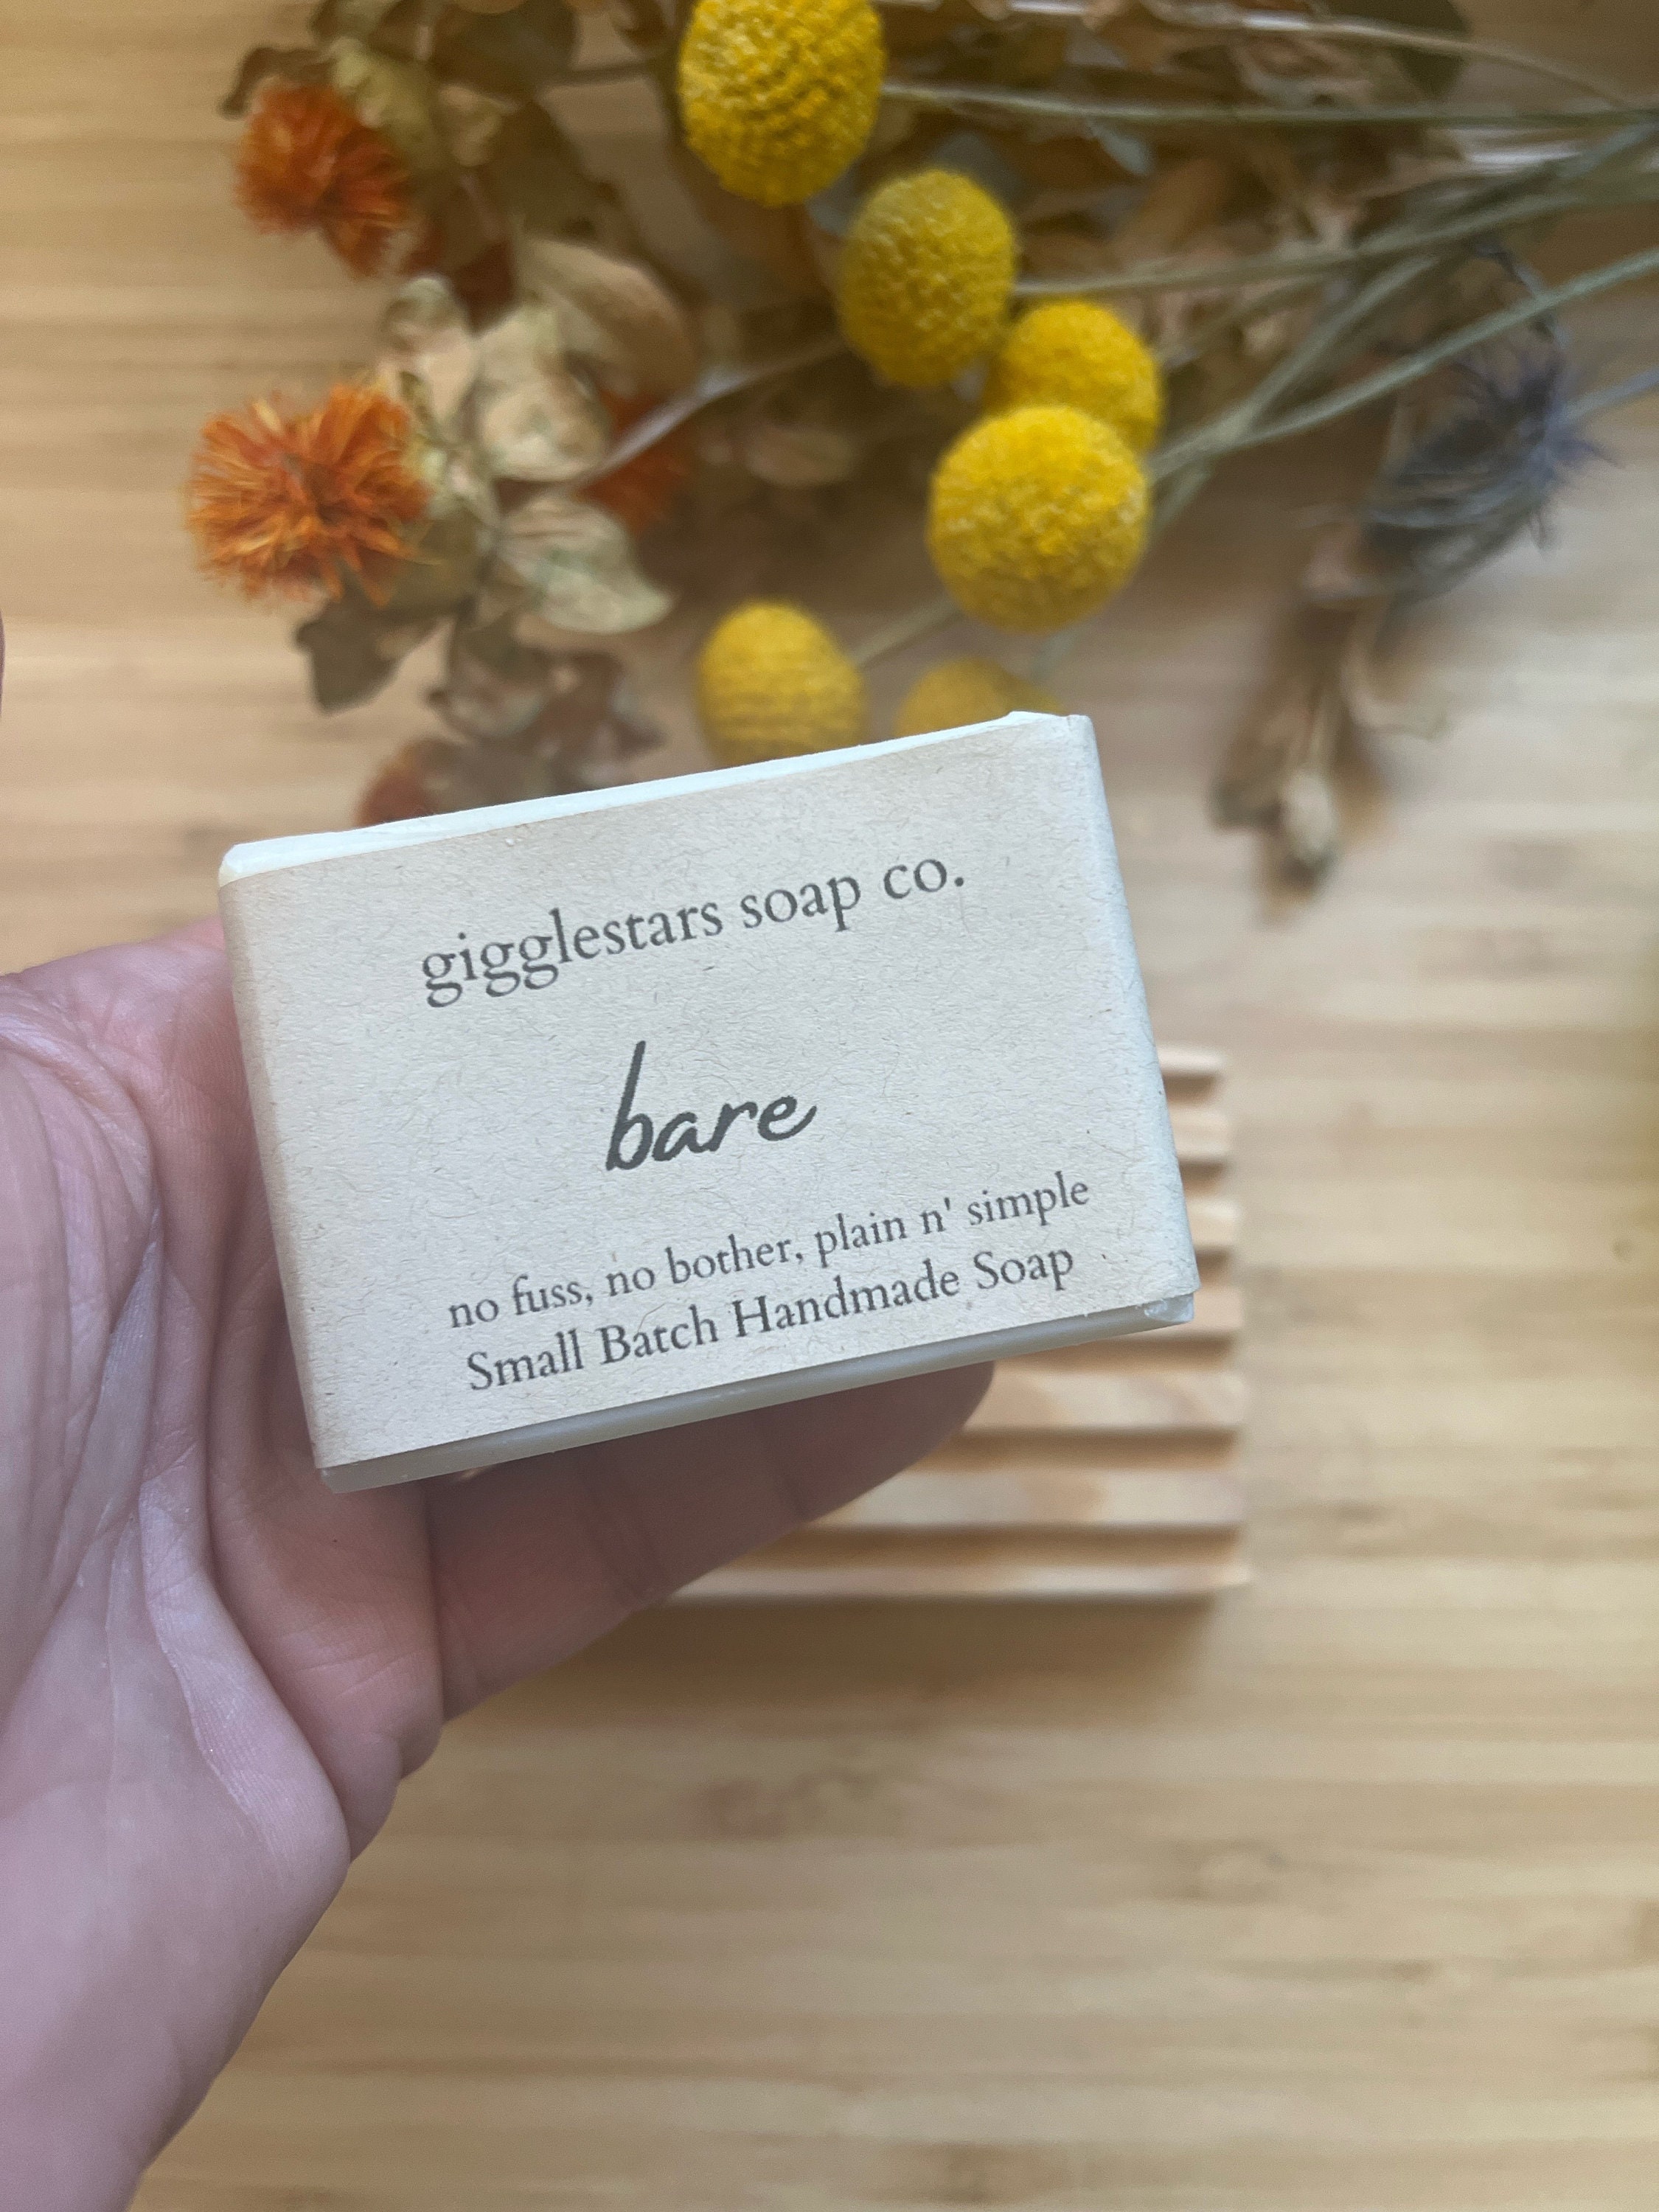 gigglestars soap co.
bare
no fuss, no bother, plain n' simple
Small Batch Handmade Soap